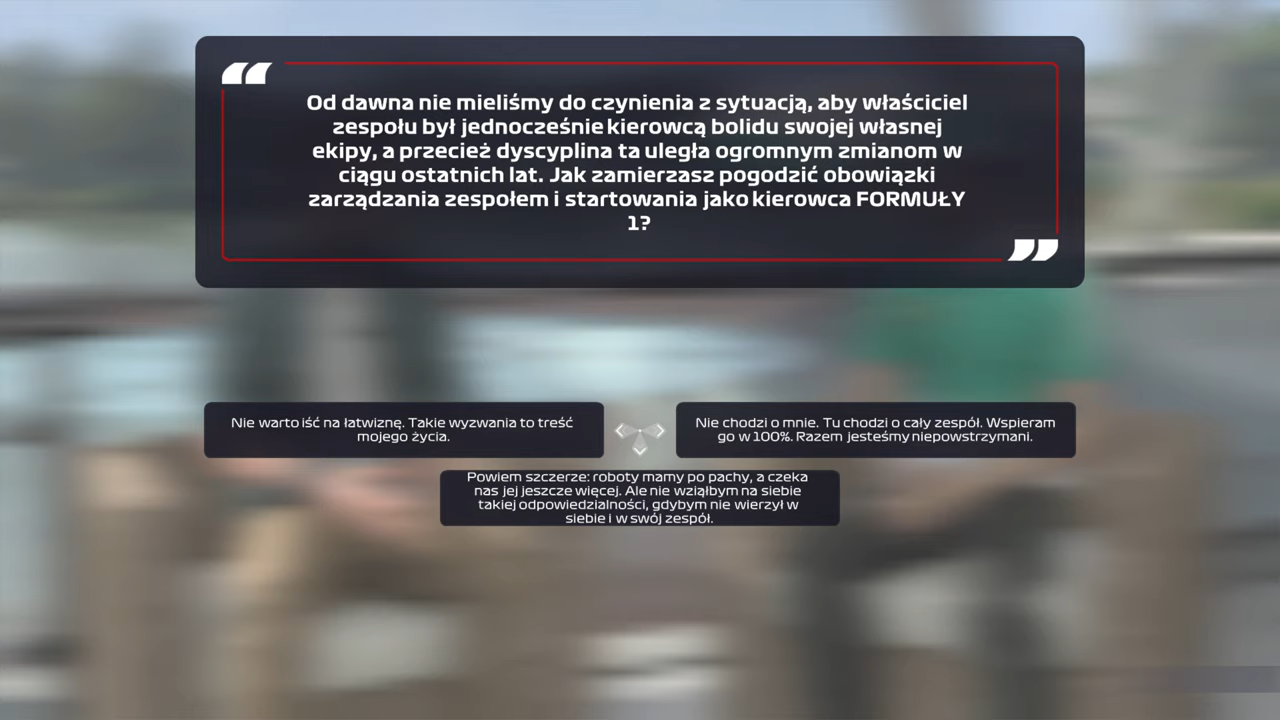 Od dawna nie mieliśmy do czynienia z sytuacją, aby właściciel
zespołu był jednocześnie kierowcą bolidu swojej własnej
ekipy, a przecież dyscyplina ta uległa ogromnym zmianom w
ciągu ostatnich lat. Jak zamierzasz pogodzić obowiązki
zarządzania zespołem i startowania jako kierowca FORMUŁY
1?
Nie warto iść na łatwiznę. Takie wyzwania to treść
mojego życia.
Nie chodzi o mnie. Tu chodzi o cały zespół. Wspieram
go w 100%. Razem jesteśmy niepowstrzymani.
Powiem szczerze: roboty mamy po pachy, a czeka
nas jej jeszcze więcej. Ale nie wziąłbym na siebie
takiej odpowiedzialności, gdybym nie wierzył w
siebie i w swój zespół.